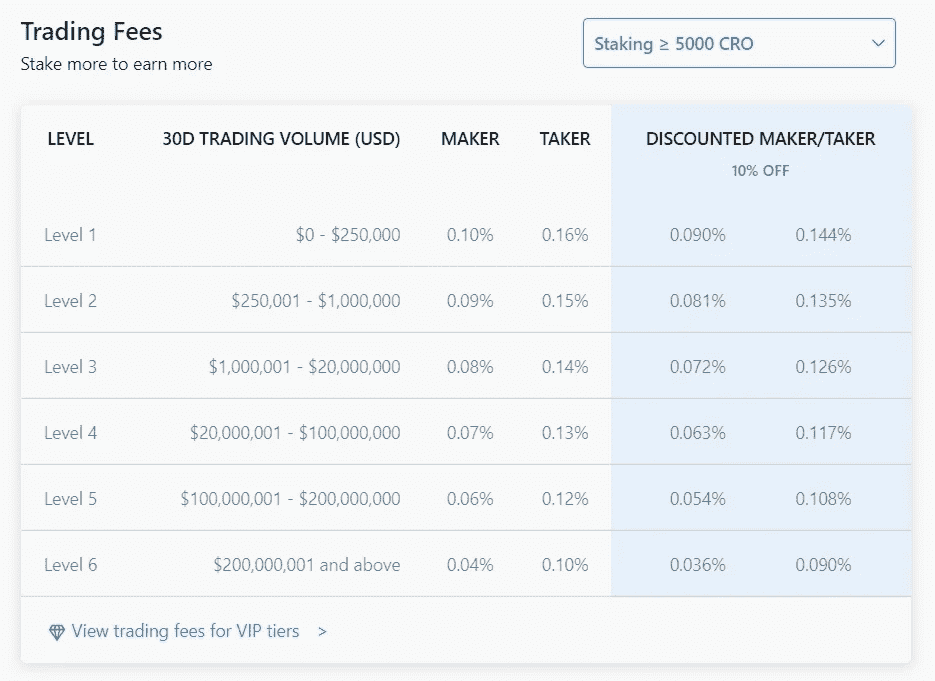 Trading Fees
Stake more to earn more
Staking ≥ 5000 CRO
LEVEL 30D TRADING VOLUME (USD) MAKER TAKER DISCOUNTED MAKER/TAKER
10% OFF
Level 1 $0 - $250,000 0.10% 0.16% 0.090% 0.144%
Level 2 $250,001 - $1,000,000 0.09% 0.15% 0.081% 0.135%
Level 3 $1,000,001 - $20,000,000 0.08% 0.14% 0.072% 0.126%
Level 4 $20,000,001 - $100,000,000 0.07% 0.13% 0.063% 0.117%
Level 5 $100,000,001 - $200,000,000 0.06% 0.12% 0.054% 0.108%
Level 6 $200,000,001 and above 0.04% 0.10% 0.036% 0.090%
View trading fees for VIP tiers >